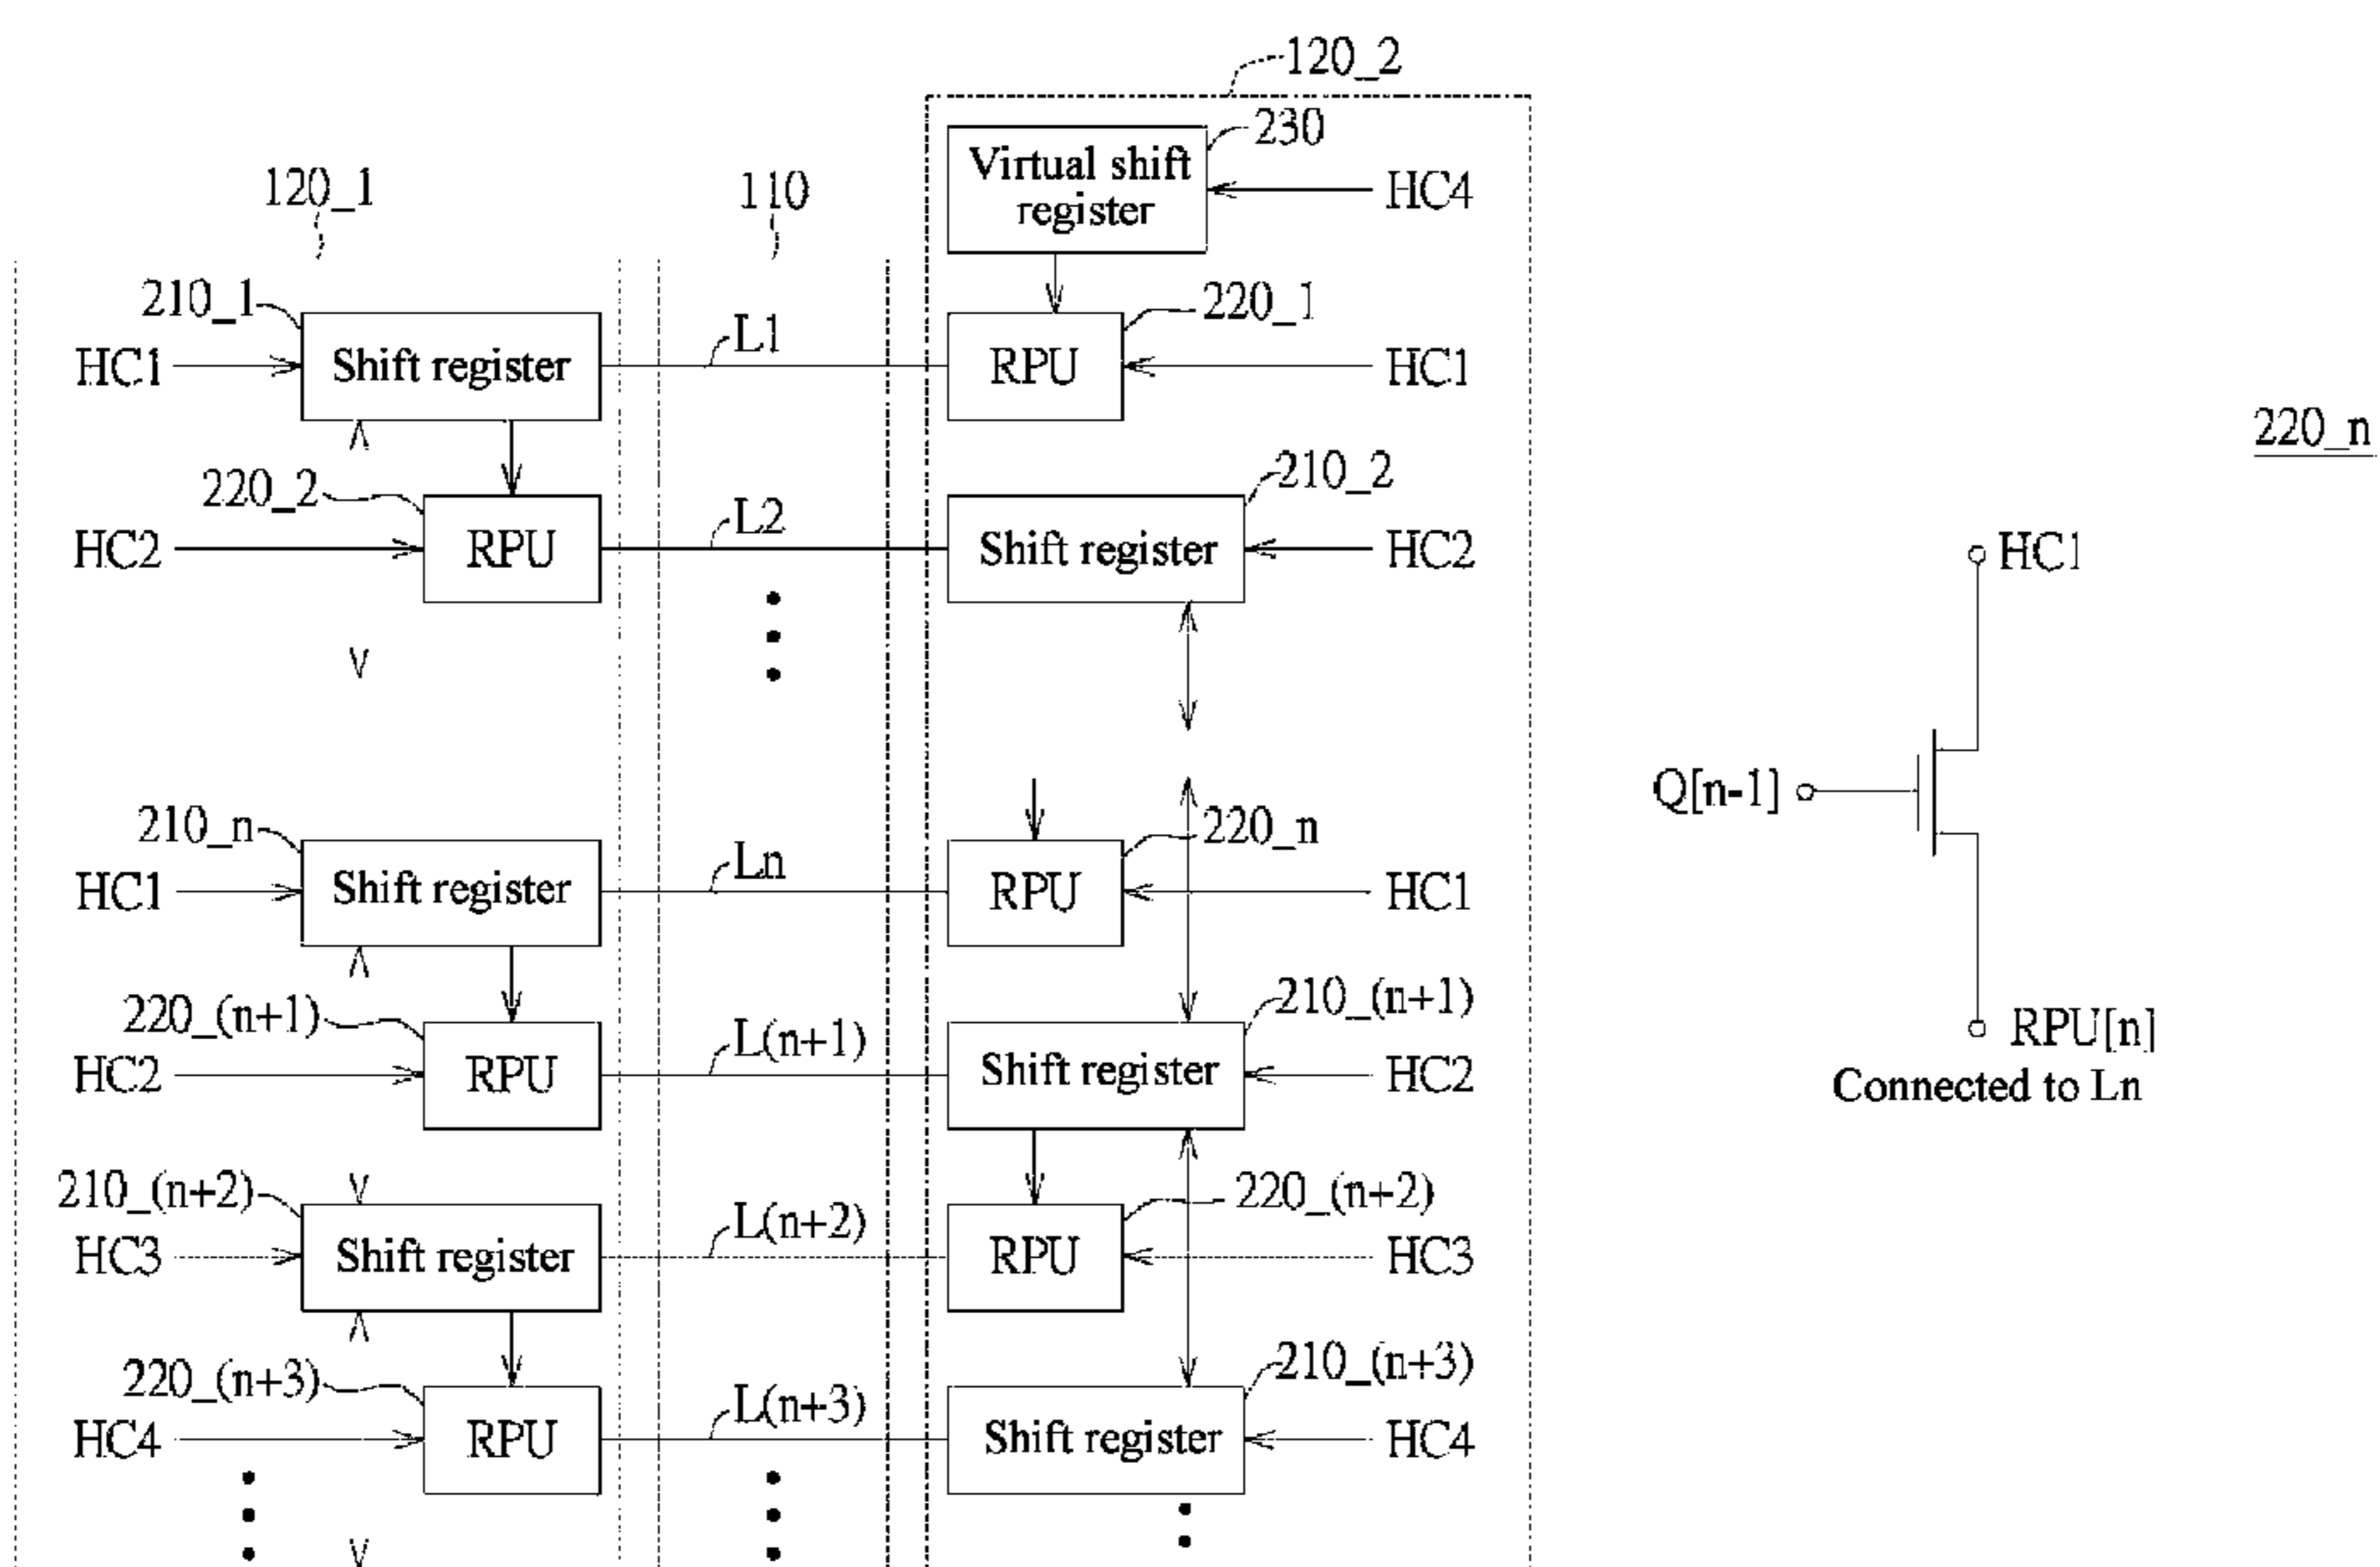 120_2
230
Virtual shift
register
HC4
120_1
110
210_1
L1
220_1
HC1
Shift register
RPU
HC1
220_2
L2
210_2
HC2
RPU
Shift register
HC2
210_n
Ln
220_n
HC1
Shift register
RPU
HC1
220_(n+1)
L(n+1)
210_(n+1)
HC2
RPU
Shift register
HC2
210_(n+2)
L(n+2)
220_(n+2)
HC3
Shift register
RPU
HC3
220_(n+3)
L(n+3)
210_(n+3)
HC4
RPU
Shift register
HC4
220_n
HC1
Q[n-1]
RPU[n]
Connected to Ln